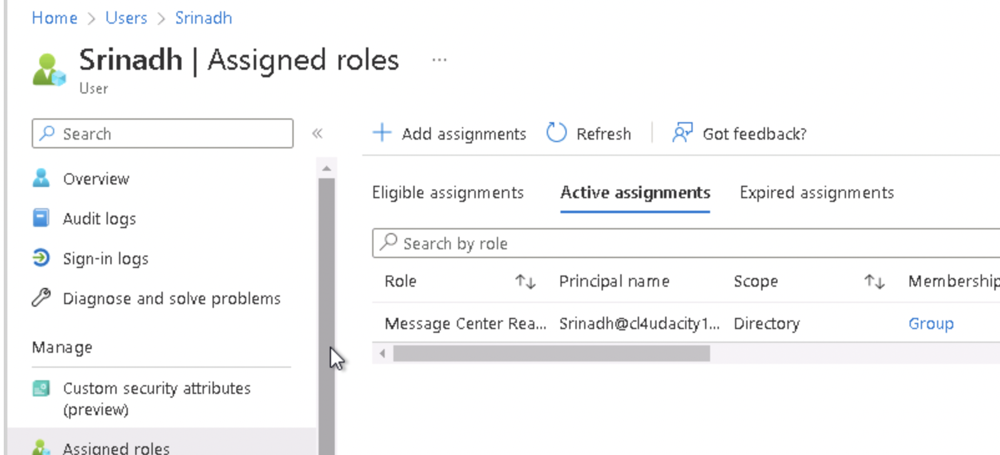 Home > Users > Srinadh
Srinadh | Assigned roles ...
User
Search
«
Overview
Audit logs
Sign-in logs
Diagnose and solve problems
Manage
Custom security attributes
(preview)
Assigned roles
+ Add assignments Refresh | Got feedback?
Eligible assignments Active assignments Expired assignments
Search by role
Role ↑↓ Principal name Scope ↑↓ Membership
Message Center Rea... Srinadh@cl4udacity1... Directory Group